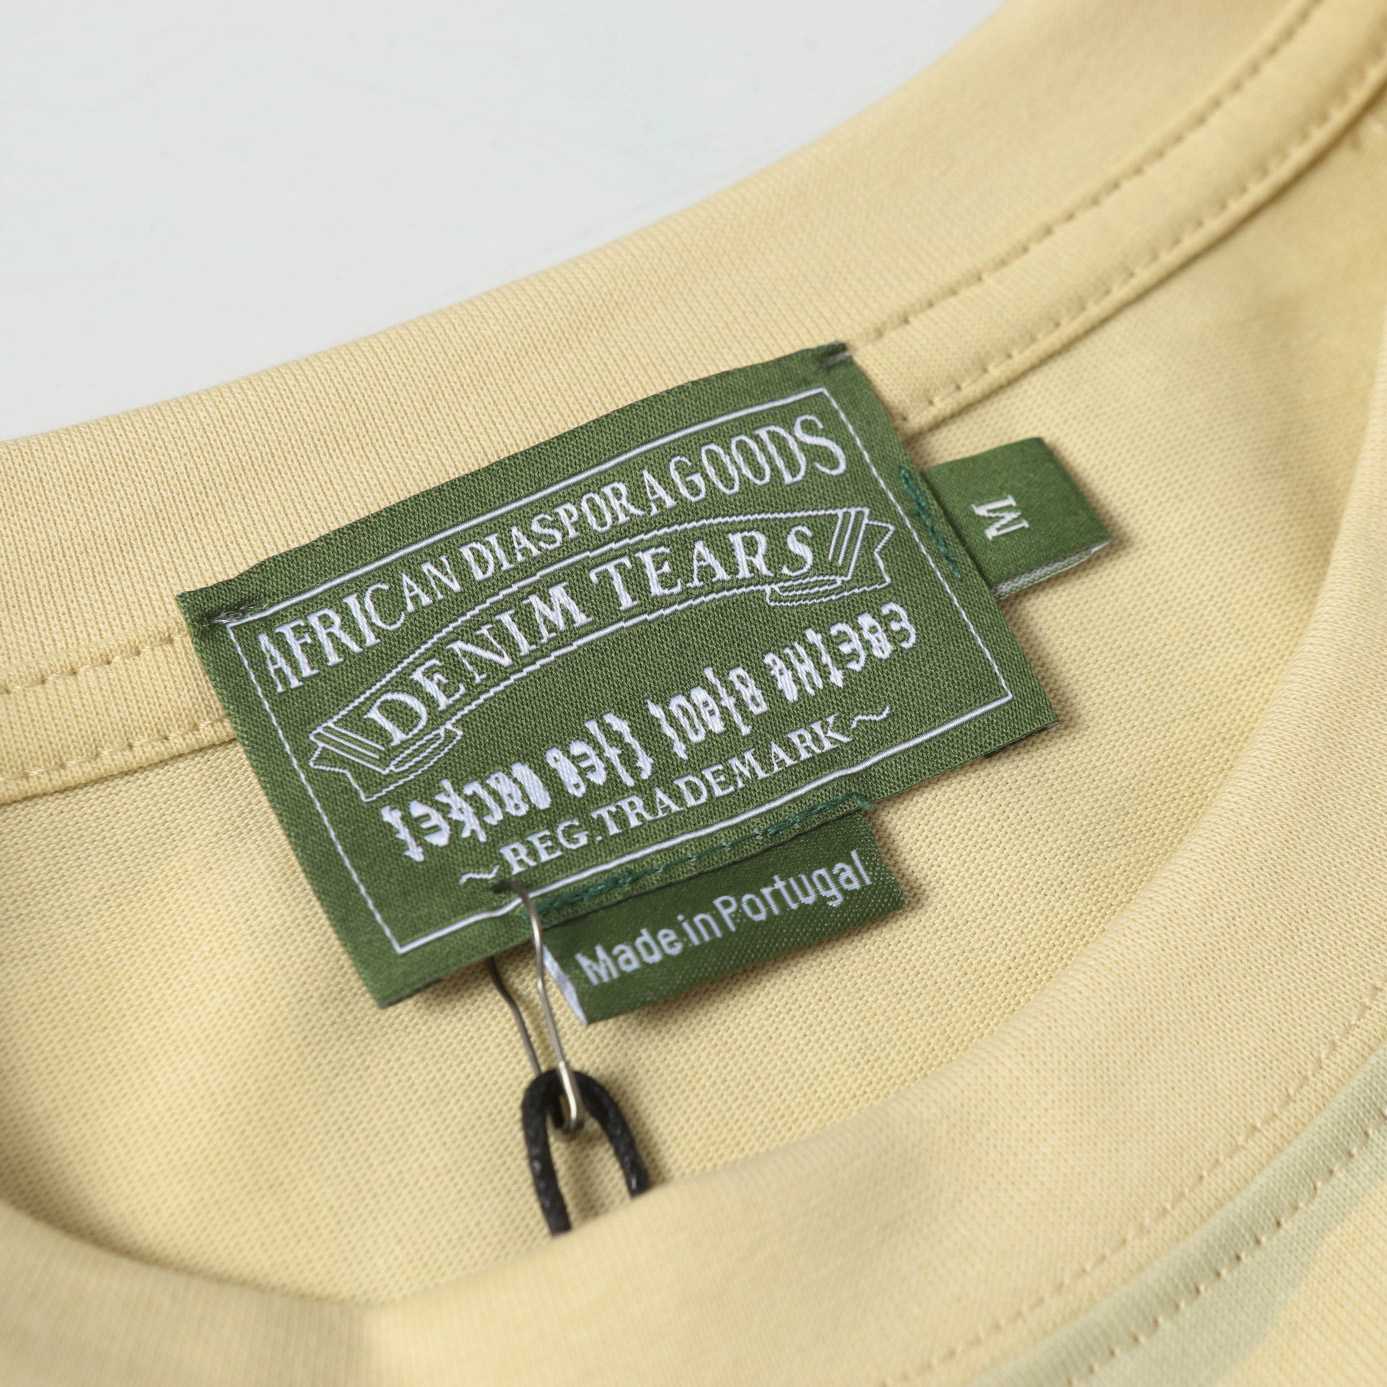 AFRICAN DIASPORA GOODS
DENIM TEARS
REG. TRADEMARK
M
Made in Portugal